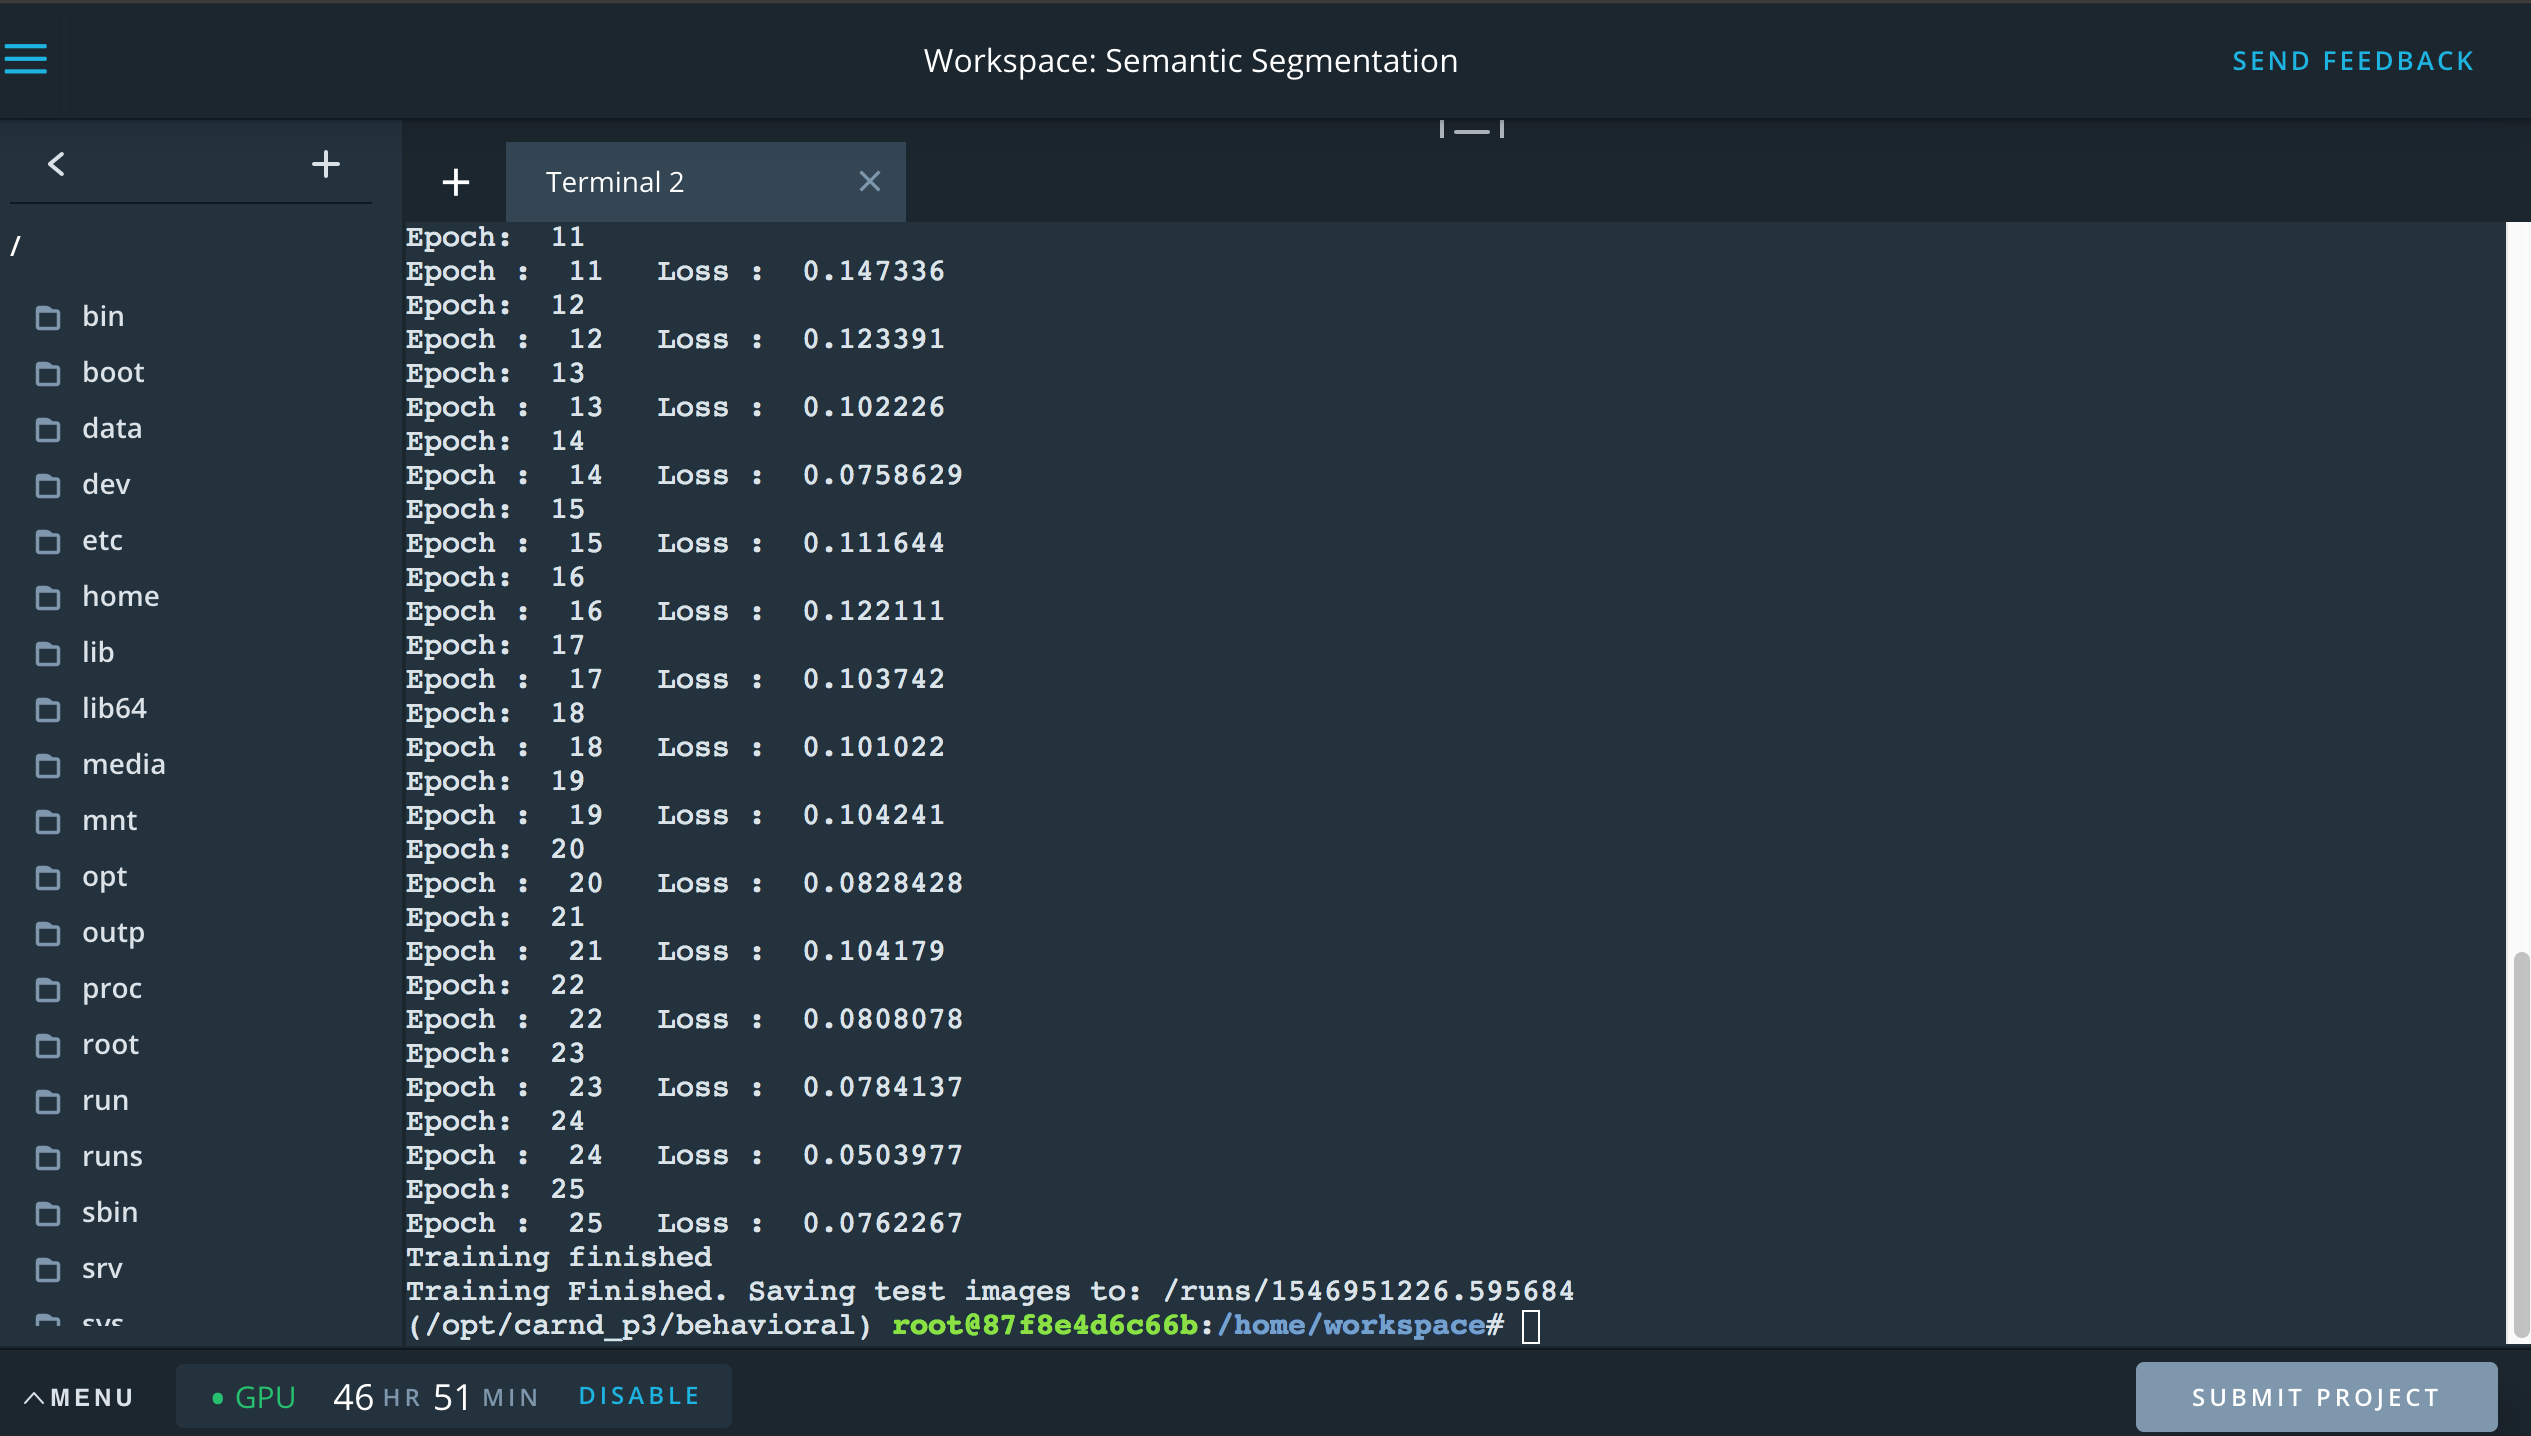 Workspace: Semantic Segmentation
SEND FEEDBACK
Terminal 2
/
bin
boot
data
dev
etc
home
lib
lib64
media
mnt
opt
outp
proc
root
run
runs
sbin
srv
sys
Epoch:  11
Epoch :  11   Loss :  0.147336
Epoch:  12
Epoch :  12   Loss :  0.123391
Epoch:  13
Epoch :  13   Loss :  0.102226
Epoch:  14
Epoch :  14   Loss :  0.0758629
Epoch:  15
Epoch :  15   Loss :  0.111644
Epoch:  16
Epoch :  16   Loss :  0.122111
Epoch:  17
Epoch :  17   Loss :  0.103742
Epoch:  18
Epoch :  18   Loss :  0.101022
Epoch:  19
Epoch :  19   Loss :  0.104241
Epoch:  20
Epoch :  20   Loss :  0.0828428
Epoch:  21
Epoch :  21   Loss :  0.104179
Epoch:  22
Epoch :  22   Loss :  0.0808078
Epoch:  23
Epoch :  23   Loss :  0.0784137
Epoch:  24
Epoch :  24   Loss :  0.0503977
Epoch:  25
Epoch :  25   Loss :  0.0762267
Training finished
Training Finished. Saving test images to: /runs/1546951226.595684
(/opt/carnd_p3/behavioral) root@87f8e4d6c66b:/home/workspace#
MENU
GPU 46 HR 51 MIN DISABLE
SUBMIT PROJECT